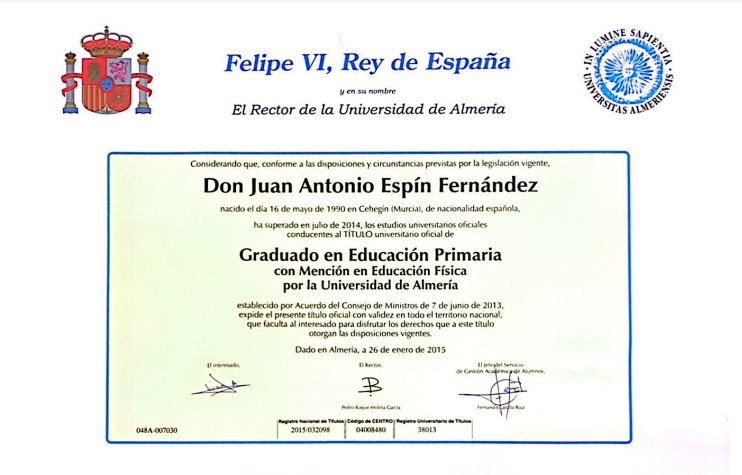 Felipe VI, Rey de España
y en su nombre
El Rector de la Universidad de Almería
IN LUMINE SAPIENTIA
UNIVERSITAS ALMERIENSIS
Considerando que, conforme a las disposiciones y circunstancias previstas por la legislación vigente,
Don Juan Antonio Espín Fernández
nacido el día 16 de mayo de 1990 en Cehegín (Murcia), de nacionalidad española,
ha superado en julio de 2014, los estudios universitarios oficiales
conducentes al TÍTULO universitario oficial de
Graduado en Educación Primaria
con Mención en Educación Física
por la Universidad de Almería
establecido por Acuerdo del Consejo de Ministros de 7 de junio de 2013,
expide el presente título oficial con validez en todo el territorio nacional,
que faculta al interesado para disfrutar los derechos que a este título
otorgan las disposiciones vigentes.
Dado en Almería, a 26 de enero de 2015
El interesado,
El Rector,
El Jefe del Servicio
de Gestión Académica de Alumnos,
Pedro Roque Molina García
Fernando Castillo Ruiz
048A-007030
Registro Nacional de Títulos Código de CENTRO Registro Universitario de Títulos
2015/032098 04008480 38013